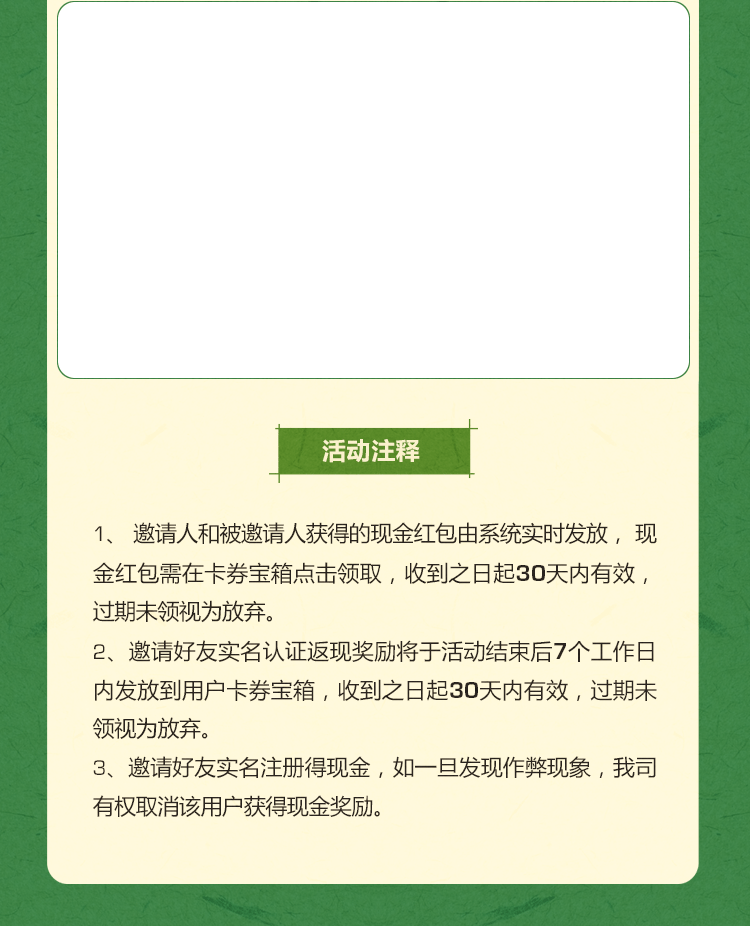 活动注释
1、 邀请人和被邀请人获得的现金红包由系统实时发放， 现
金红包需在卡券宝箱点击领取，收到之日起30天内有效，
过期未领视为放弃。
2、邀请好友实名认证返现奖励将于活动结束后7个工作日
内发放到用户卡券宝箱，收到之日起30天内有效，过期未
领视为放弃。
3、邀请好友实名注册得现金，如一旦发现作弊现象，我司
有权取消该用户获得现金奖励。